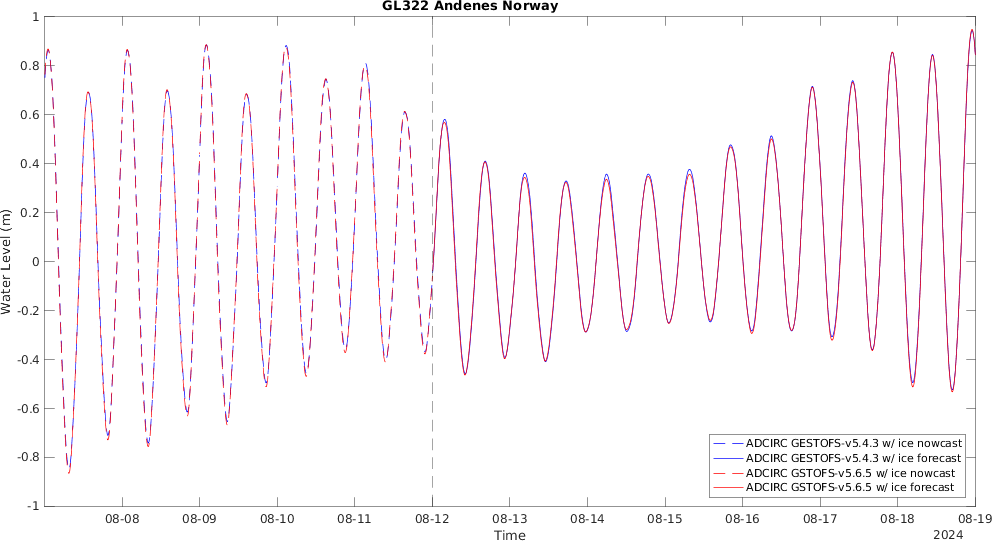 GL322 Andenes Norway
1
0.8
0.6
0.4
0.2
0
-0.2
-0.4
-0.6
-0.8
-1
Water Level (m)
ADCIRC GESTOFS-v5.4.3 w/ ice nowcast
ADCIRC GESTOFS-v5.4.3 w/ ice forecast
ADCIRC GSTOFS-v5.6.5 w/ ice nowcast
ADCIRC GSTOFS-v5.6.5 w/ ice forecast
08-08 08-09 08-10 08-11 08-12 08-13 08-14 08-15 08-16 08-17 08-18 08-19
Time
2024